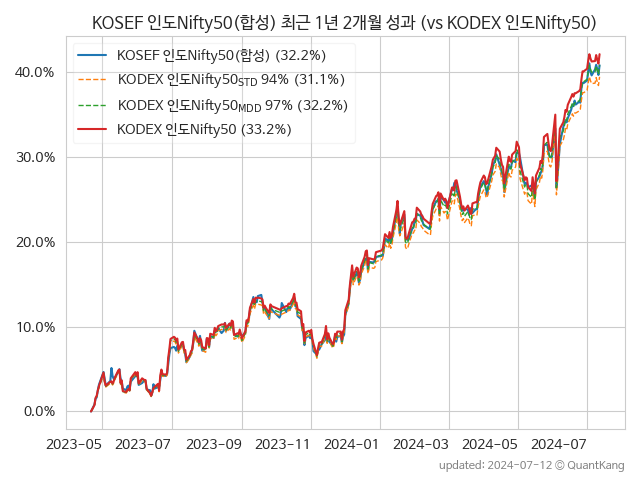 KOSEF 인도Nifty50(합성) 최근 1년 2개월 성과 (vs KODEX 인도Nifty50)
KOSEF 인도Nifty50(합성) (32.2%)
KODEX 인도Nifty50STD 94% (31.1%)
KODEX 인도Nifty50MDD 97% (32.2%)
KODEX 인도Nifty50 (33.2%)
40.0%
30.0%
20.0%
10.0%
0.0%
2023-05 2023-07 2023-09 2023-11 2024-01 2024-03 2024-05 2024-07
updated: 2024-07-12 © QuantKang